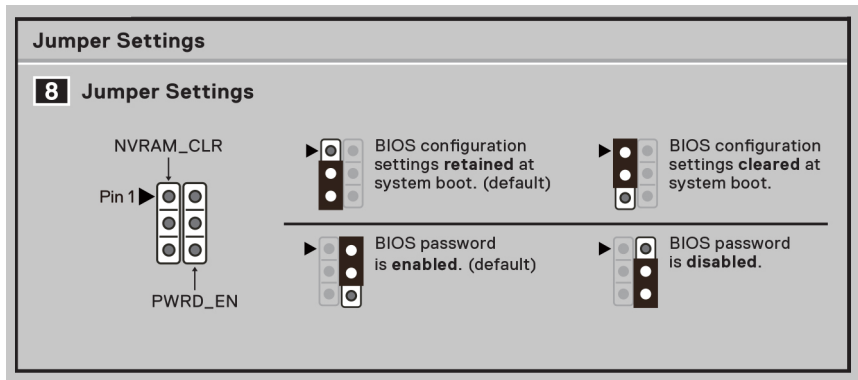 Jumper Settings
8 Jumper Settings
NVRAM_CLR
Pin 1
PWRD_EN
BIOS configuration
settings retained at
system boot. (default)
BIOS configuration
settings cleared at
system boot.
BIOS password
is enabled. (default)
BIOS password
is disabled.